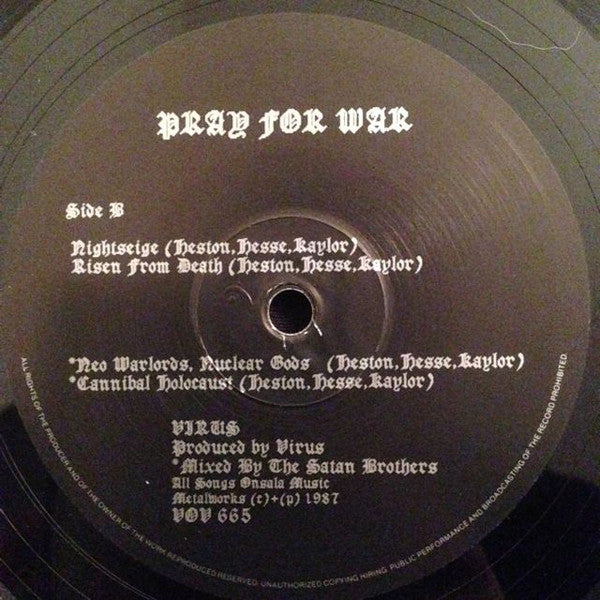 PRAY FOR WAR
Side B
Nightseige (Heston,Hesse,Kaylor)
Risen From Death (Heston,Hesse,Kaylor)
*Neo Warlords, Nuclear Gods (Heston,Hesse,Kaylor)
*Cannibal Holocaust (Heston,Hesse,Kaylor)
VIRUS
Produced by Virus
*Mixed By The Satan Brothers
All Songs Onsala Music
Metalworks (c)+(p) 1987
VOV 665
ALL RIGHTS OF THE PRODUCER AND OF THE OWNER OF THE WORK REPRODUCED RESERVED. UNAUTHORIZED COPYING HIRING. PUBLIC PERFORMANCE AND BROADCASTING OF THE RECORD PROHIBITED.